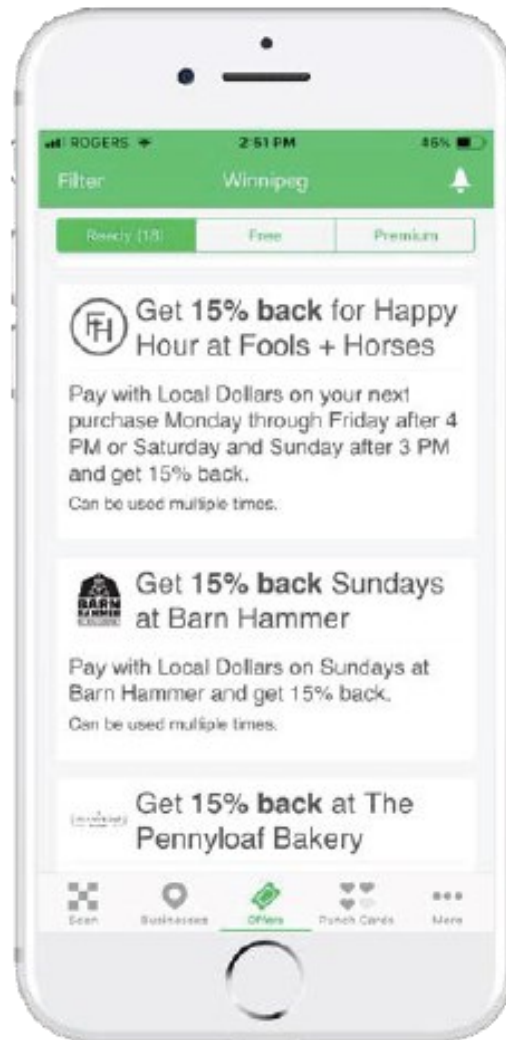 ROGERS 2:51 PM 46%
Filter Winnipeg
Ready (18) Free Premium
FH Get 15% back for Happy
Hour at Fools + Horses
Pay with Local Dollars on your next
purchase Monday through Friday after 4
PM or Saturday and Sunday after 3 PM
and get 15% back.
Can be used multiple times.
Get 15% back Sundays
BARN HAMMER at Barn Hammer
Pay with Local Dollars on Sundays at
Barn Hammer and get 15% back.
Can be used multiple times.
Get 15% back at The
Pennyloaf Bakery
Scan Businesses Offers Punch Cards More